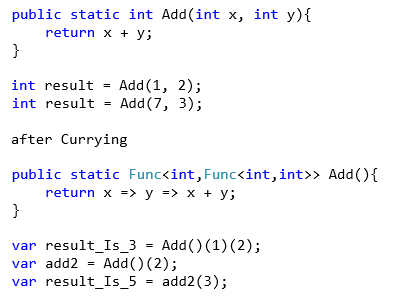 public static int Add(int x, int y){
    return x + y;
}
int result = Add(1, 2);
int result = Add(7, 3);
after Currying
public static Func<int,Func<int,int>> Add(){
    return x => y => x + y;
}
var result_Is_3 = Add()(1)(2);
var add2 = Add()(2);
var result_Is_5 = add2(3);